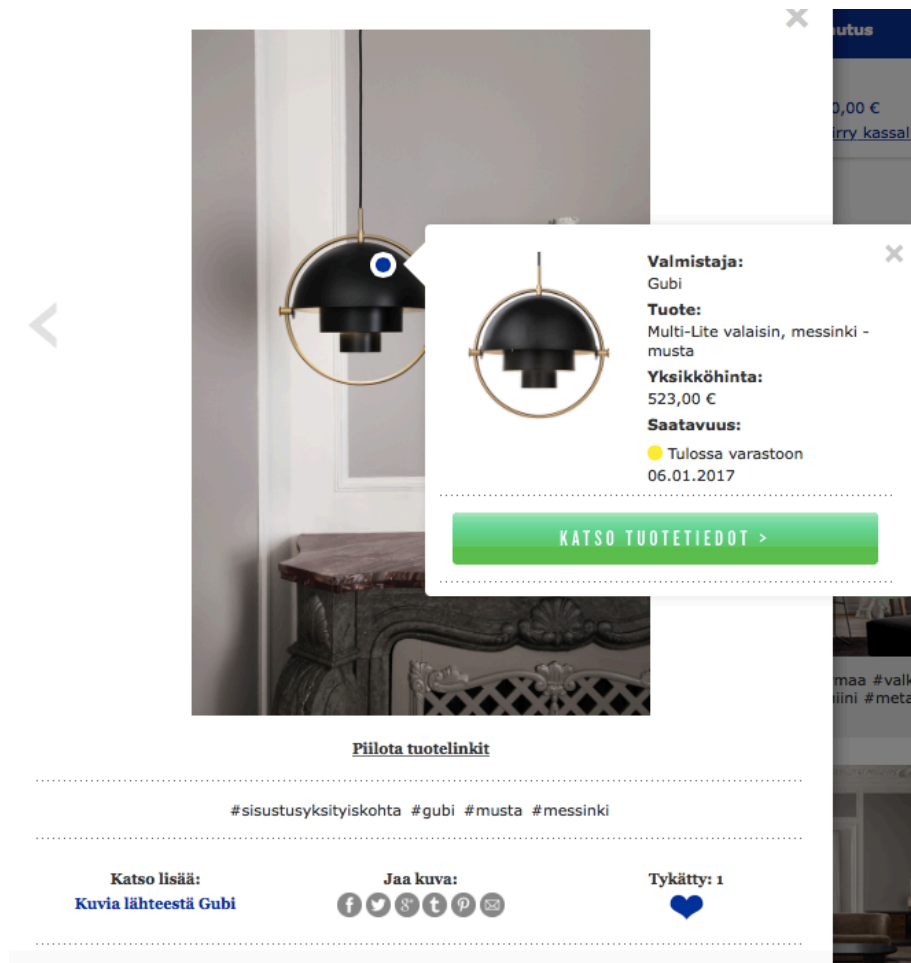 Valmistaja:
Gubi
Tuote:
Multi-Lite valaisin, messinki -
musta
Yksikköhinta:
523,00 €
Saatavuus:
Tulossa varastoon
06.01.2017
KATSO TUOTETIEDOT >
Piilota tuotelinkit
#sisustusyksityiskohta #gubi #musta #messinki
Katso lisää:
Kuvia lähteestä Gubi
Jaa kuva:
Tykätty: 1
utus
0,00 €
irry kassal
maa #valk
iini #meta